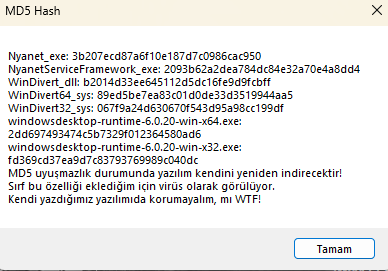 MD5 Hash
Nyanet_exe: 3b207ecd87a6f10e187d7c0986cac950
NyanetServiceFramework_exe: 2093b62a2dea784dc84e32a70e4a8dd4
WinDivert_dll: b2014d33ee645112d5dc16fe9d9fcbff
WinDivert64_sys: 89ed5be7ea83c01d0de33d3519944aa5
WinDivert32_sys: 067f9a24d630670f543d95a98cc199df
windowsdesktop-runtime-6.0.20-win-x64.exe:
2dd697493474c5b7329f012364580ad6
windowsdesktop-runtime-6.0.20-win-x32.exe:
fd369cd37ea9d7c83793769989c040dc
MD5 uyuşmazlık durumunda yazılım kendini yeniden indirecektir!
Sırf bu özelliği eklediğim için virüs olarak görülüyor.
Kendi yazdığımız yazılımıda korumayalım, mı WTF!
Tamam